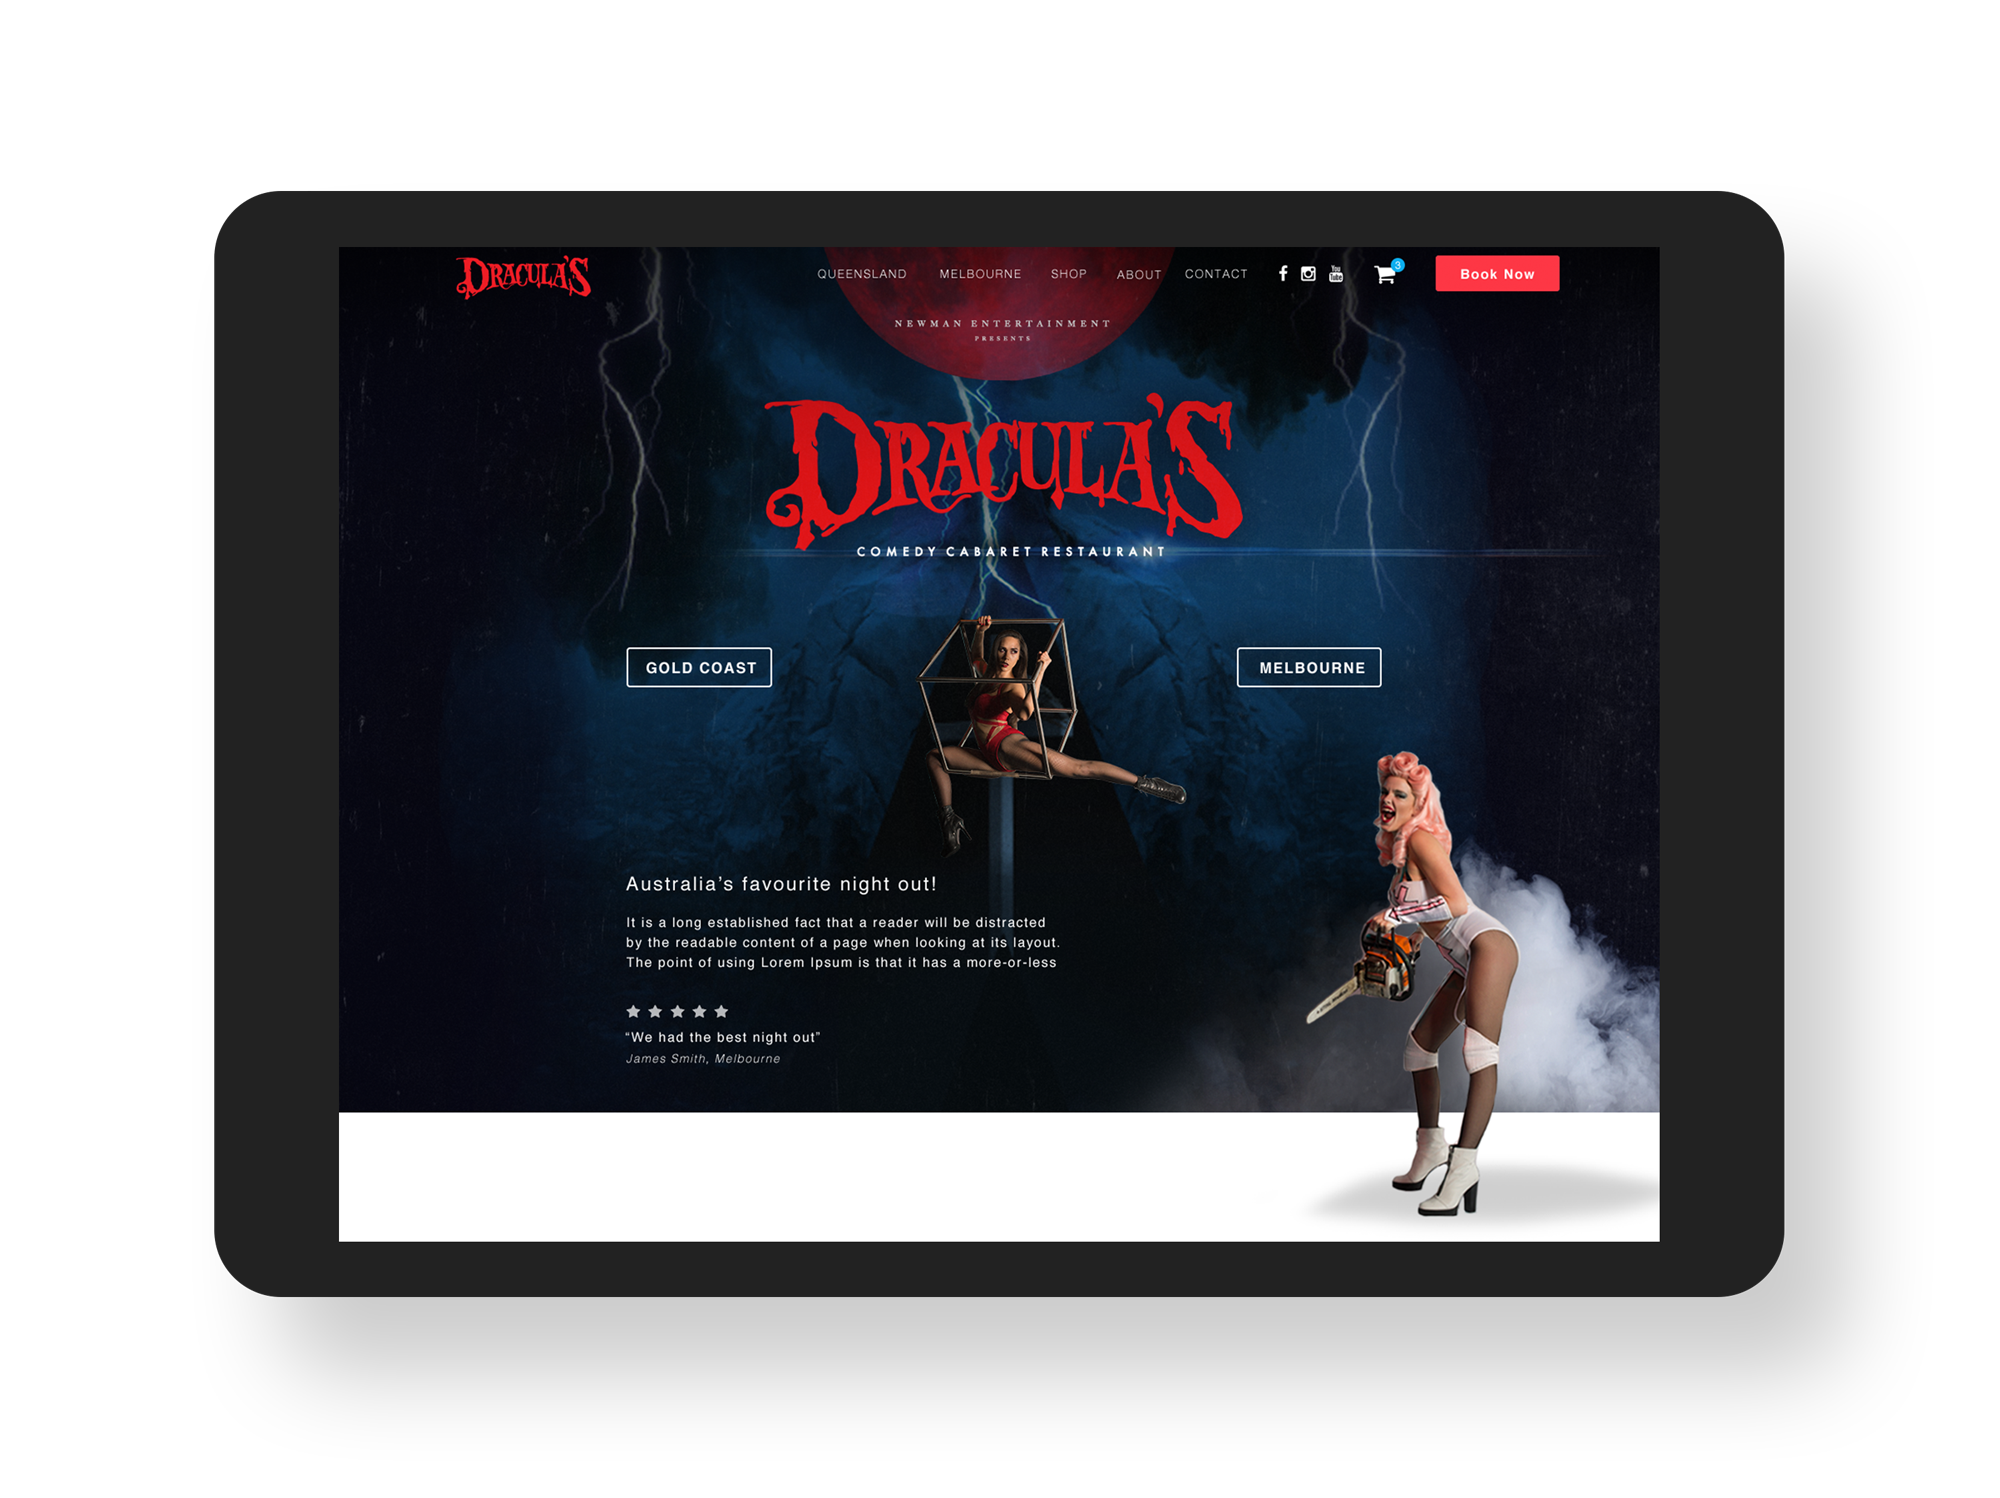 DRACULA'S
QUEENSLAND MELBOURNE SHOP ABOUT CONTACT
You Tube
3
Book Now
NEWMAN ENTERTAINMENT
PRESENTS
DRACULA'S
COMEDY CABARET RESTAURANT
GOLD COAST
MELBOURNE
Australia’s favourite night out!
It is a long established fact that a reader will be distracted
by the readable content of a page when looking at its layout.
The point of using Lorem Ipsum is that it has a more-or-less
“We had the best night out”
James Smith, Melbourne